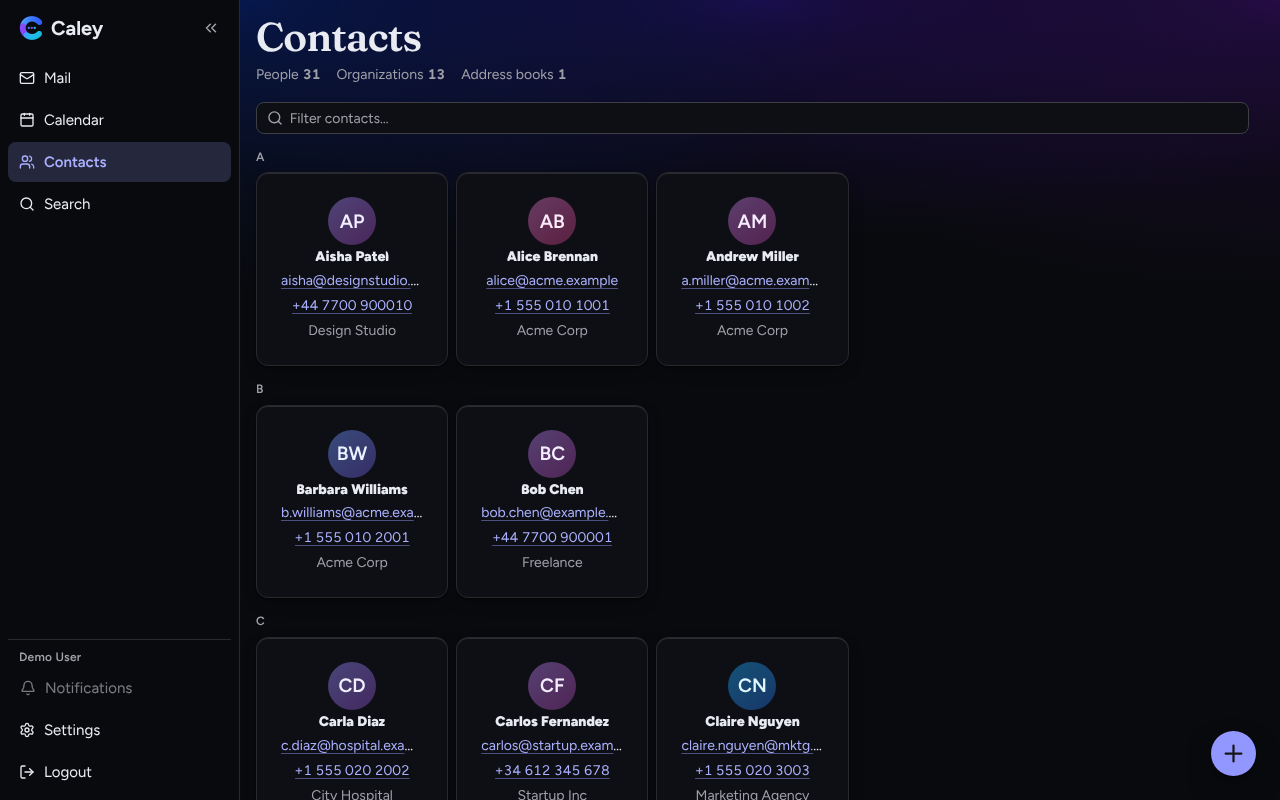 Caley
Mail
Calendar
Contacts
Search
Demo User
Notifications
Settings
Logout
Contacts
People 31 Organizations 13 Address books 1
Filter contacts...
A
AP
Aisha Patel
aisha@designstudio....
+44 7700 900010
Design Studio
AB
Alice Brennan
alice@acme.example
+1 555 010 1001
Acme Corp
AM
Andrew Miller
a.miller@acme.exam...
+1 555 010 1002
Acme Corp
B
BW
Barbara Williams
b.williams@acme.exa...
+1 555 010 2001
Acme Corp
BC
Bob Chen
bob.chen@example....
+44 7700 900001
Freelance
C
CD
Carla Diaz
c.diaz@hospital.exa...
+1 555 020 2002
City Hospital
CF
Carlos Fernandez
carlos@startup.exam...
+34 612 345 678
Startup Inc
CN
Claire Nguyen
claire.nguyen@mktg....
+1 555 020 3003
Marketing Agency